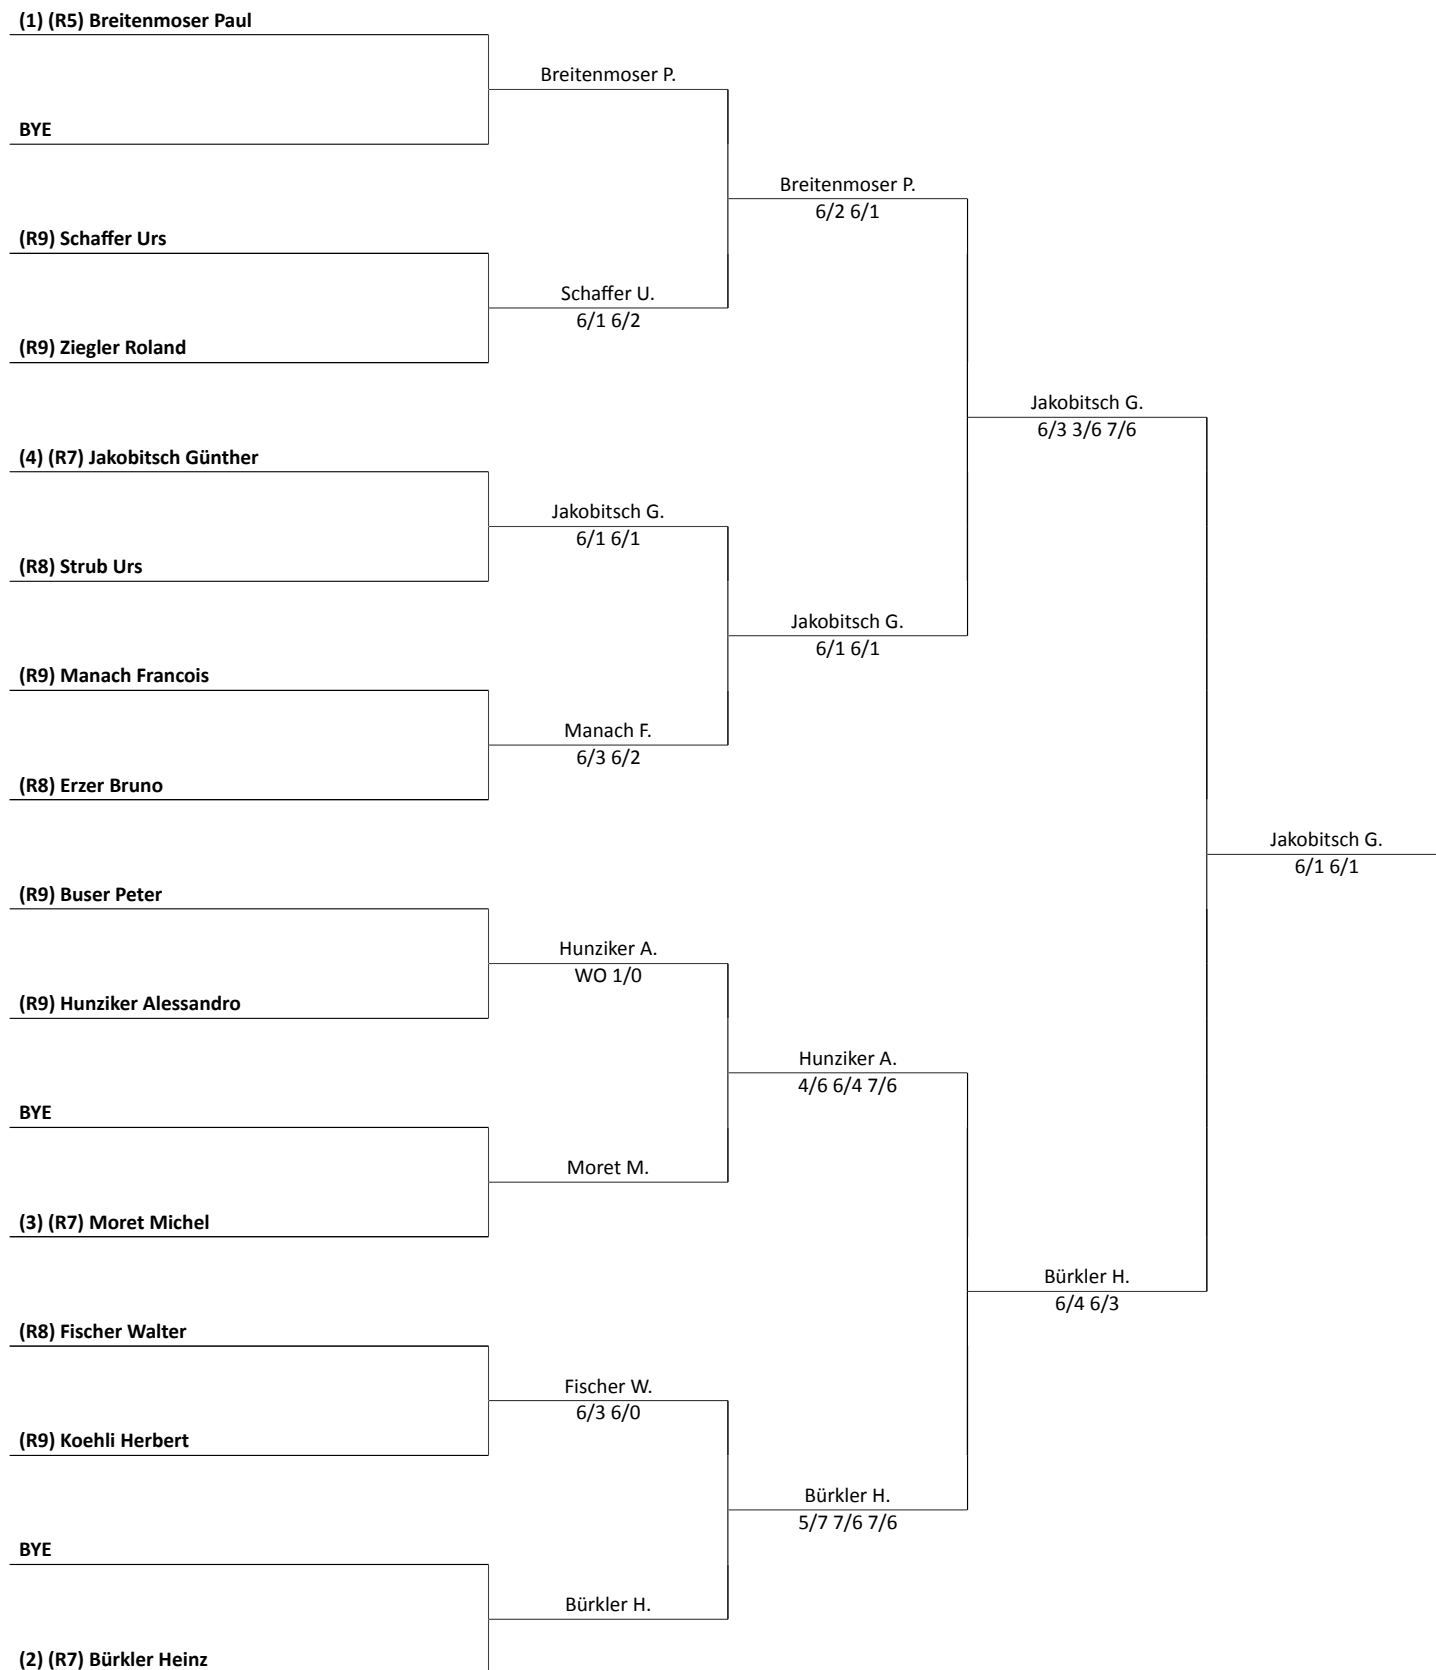 (1) (R5) Breitenmoser Paul
Breitenmoser P.
BYE
Breitenmoser P.
6/2 6/1
(R9) Schaffer Urs
Schaffer U.
6/1 6/2
(R9) Ziegler Roland
Jakobitsch G.
6/3 3/6 7/6
(4) (R7) Jakobitsch Günther
Jakobitsch G.
6/1 6/1
(R8) Strub Urs
Jakobitsch G.
6/1 6/1
(R9) Manach Francois
Manach F.
6/3 6/2
(R8) Erzer Bruno
Jakobitsch G.
6/1 6/1
(R9) Buser Peter
Hunziker A.
WO 1/0
(R9) Hunziker Alessandro
Hunziker A.
4/6 6/4 7/6
BYE
Moret M.
(3) (R7) Moret Michel
Bürkler H.
6/4 6/3
(R8) Fischer Walter
Fischer W.
6/3 6/0
(R9) Koehli Herbert
Bürkler H.
5/7 7/6 7/6
BYE
Bürkler H.
(2) (R7) Bürkler Heinz